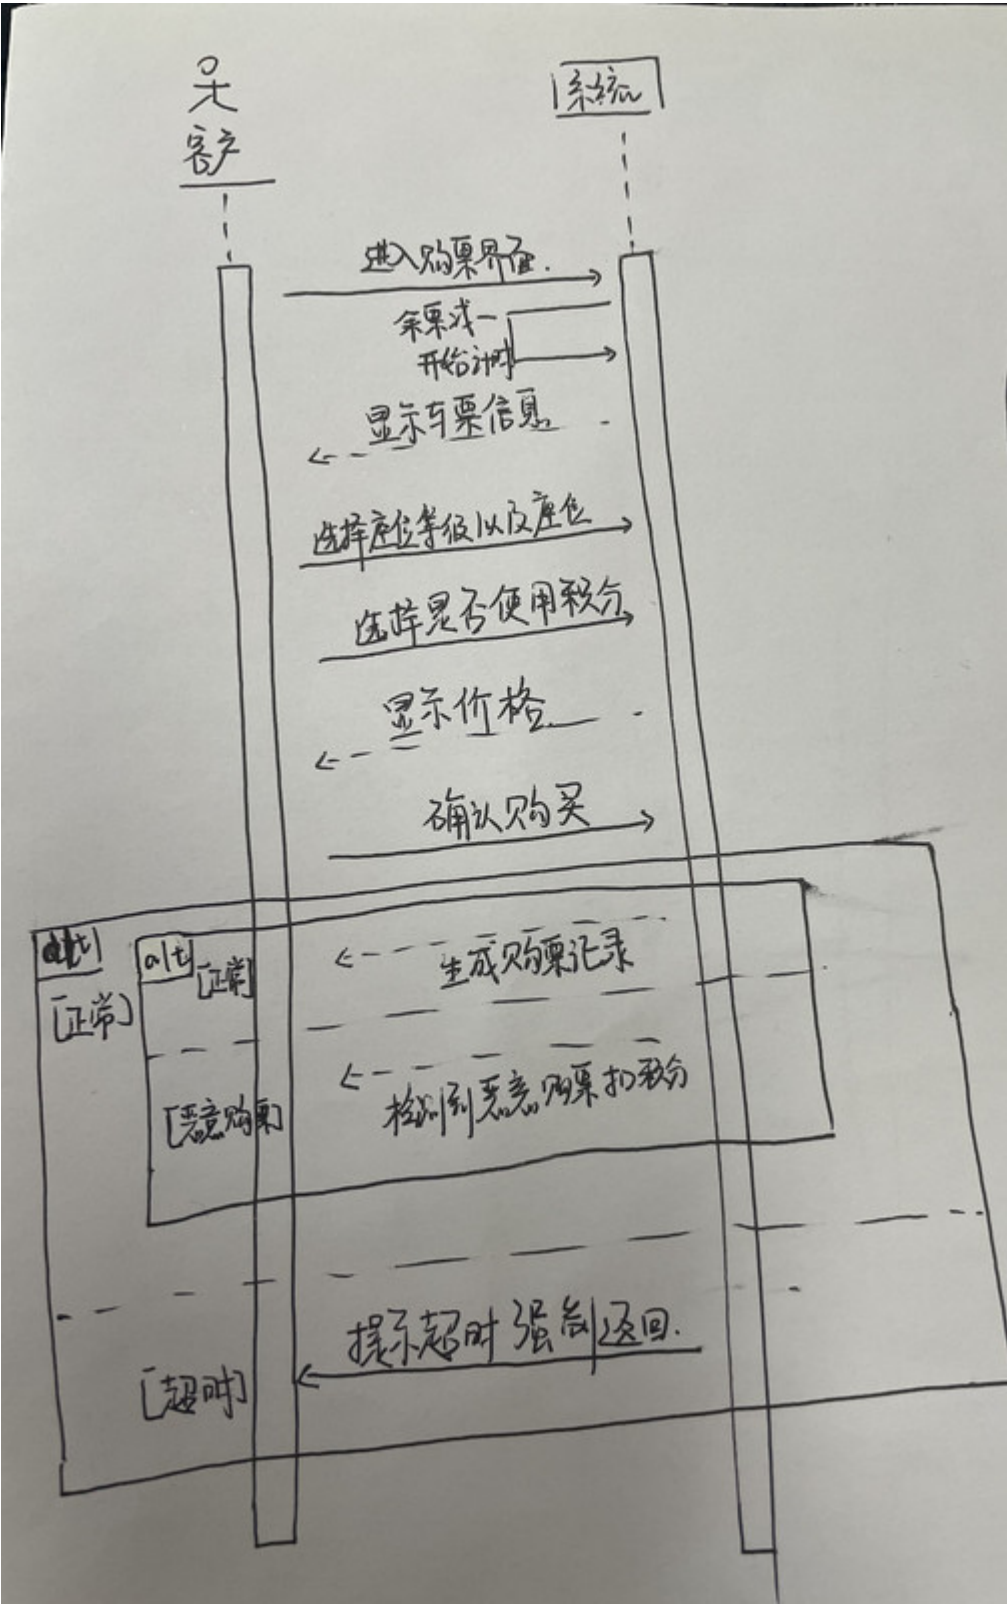 客户
系统
进入购票界面.
余票减一
开始计时
显示车票信息
选择座位等级以及座位
选择是否使用积分
显示价格
确认购买
alt
alt
[正常]
[正常]
生成购票记录
[恶意购票]
检测到恶意购票扣积分
提示超时 强制返回.
[超时]